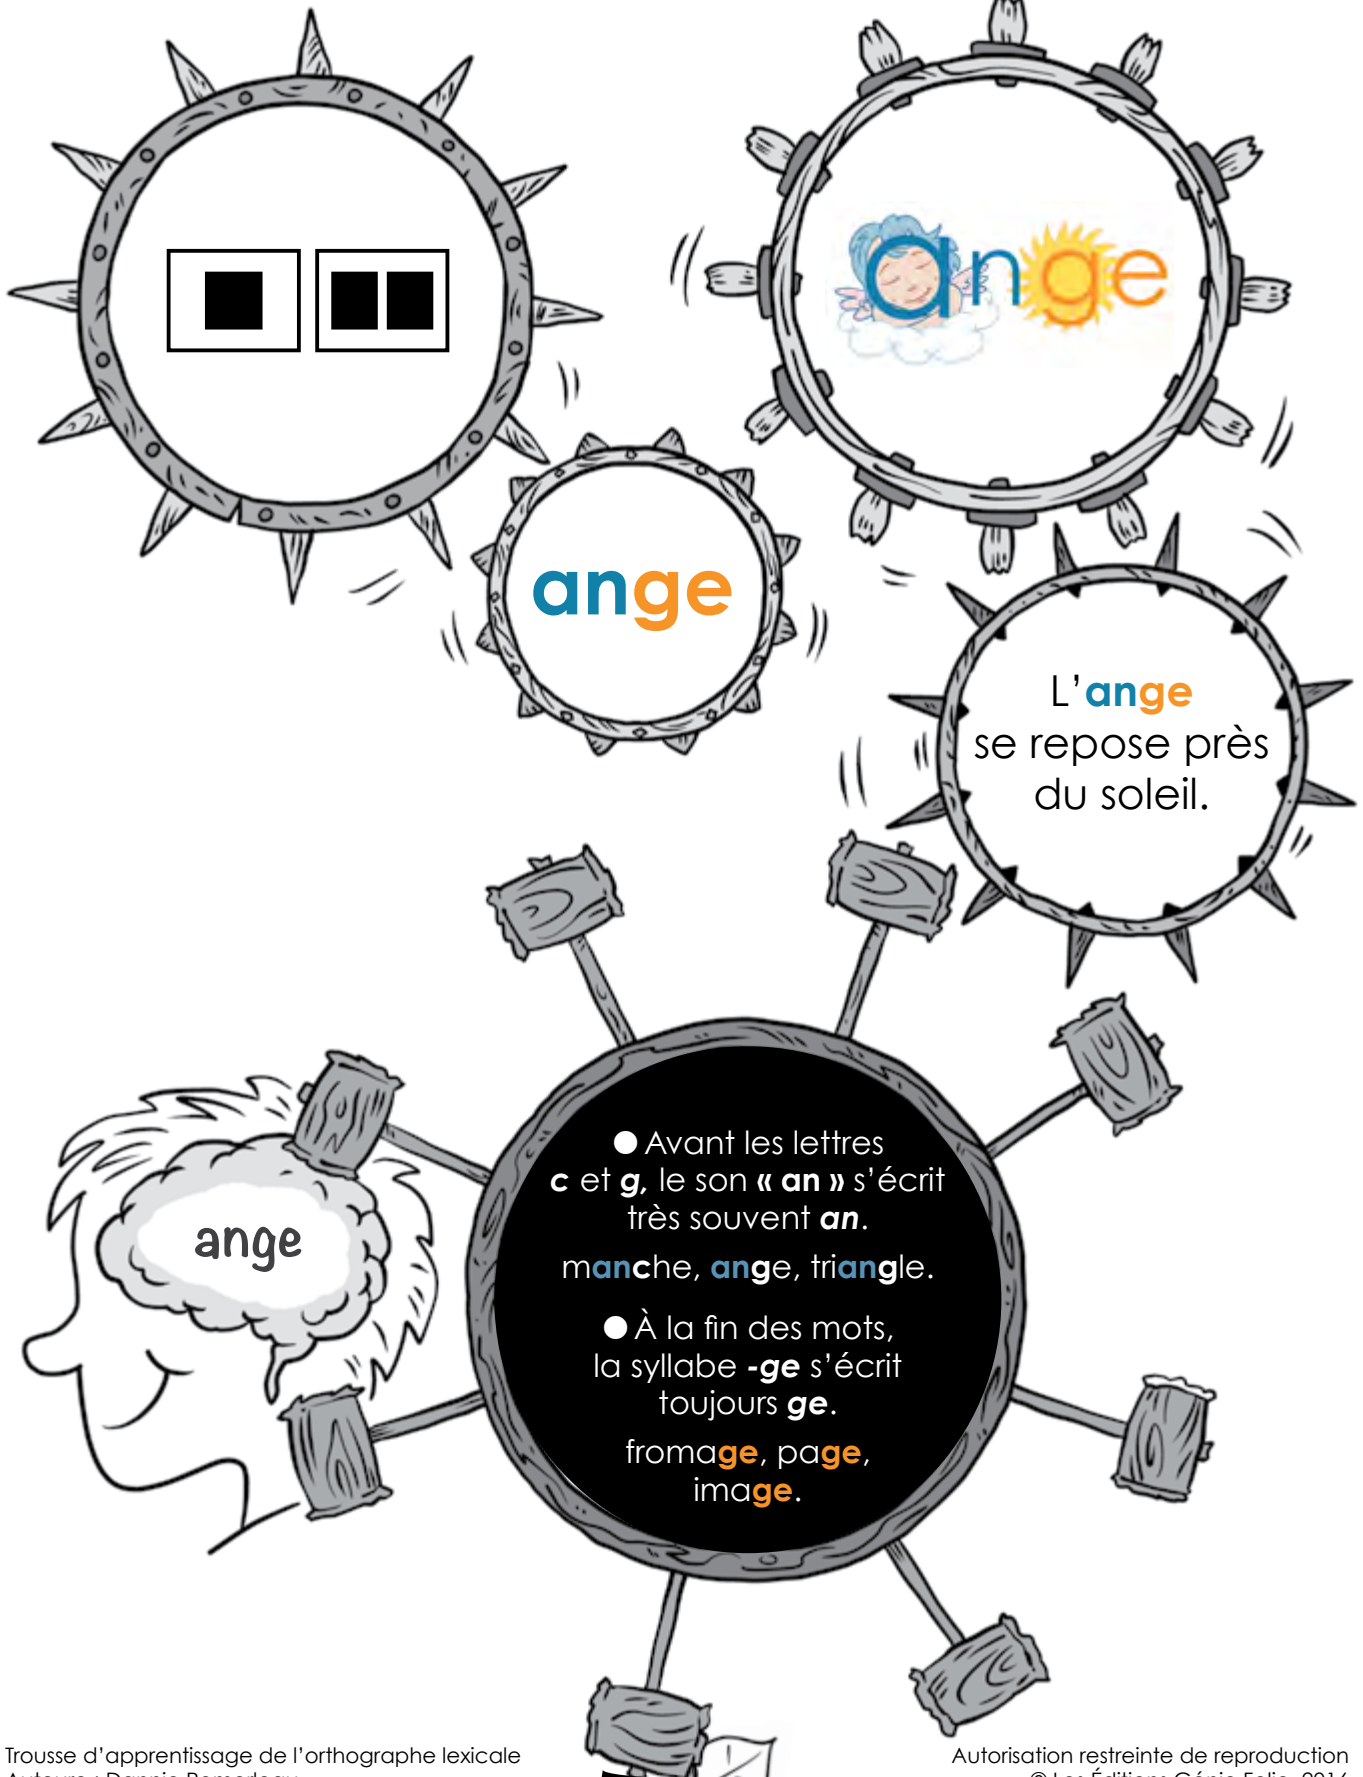 ange
ange
L’ange
se repose près
du soleil.
ange
● Avant les lettres
c et g, le son « an » s’écrit
très souvent an.
manche, ange, triangle.
● À la fin des mots,
la syllabe -ge s’écrit
toujours ge.
fromage, page,
image.
Trousse d’apprentissage de l’orthographe lexicale
Autorisation restreinte de reproduction